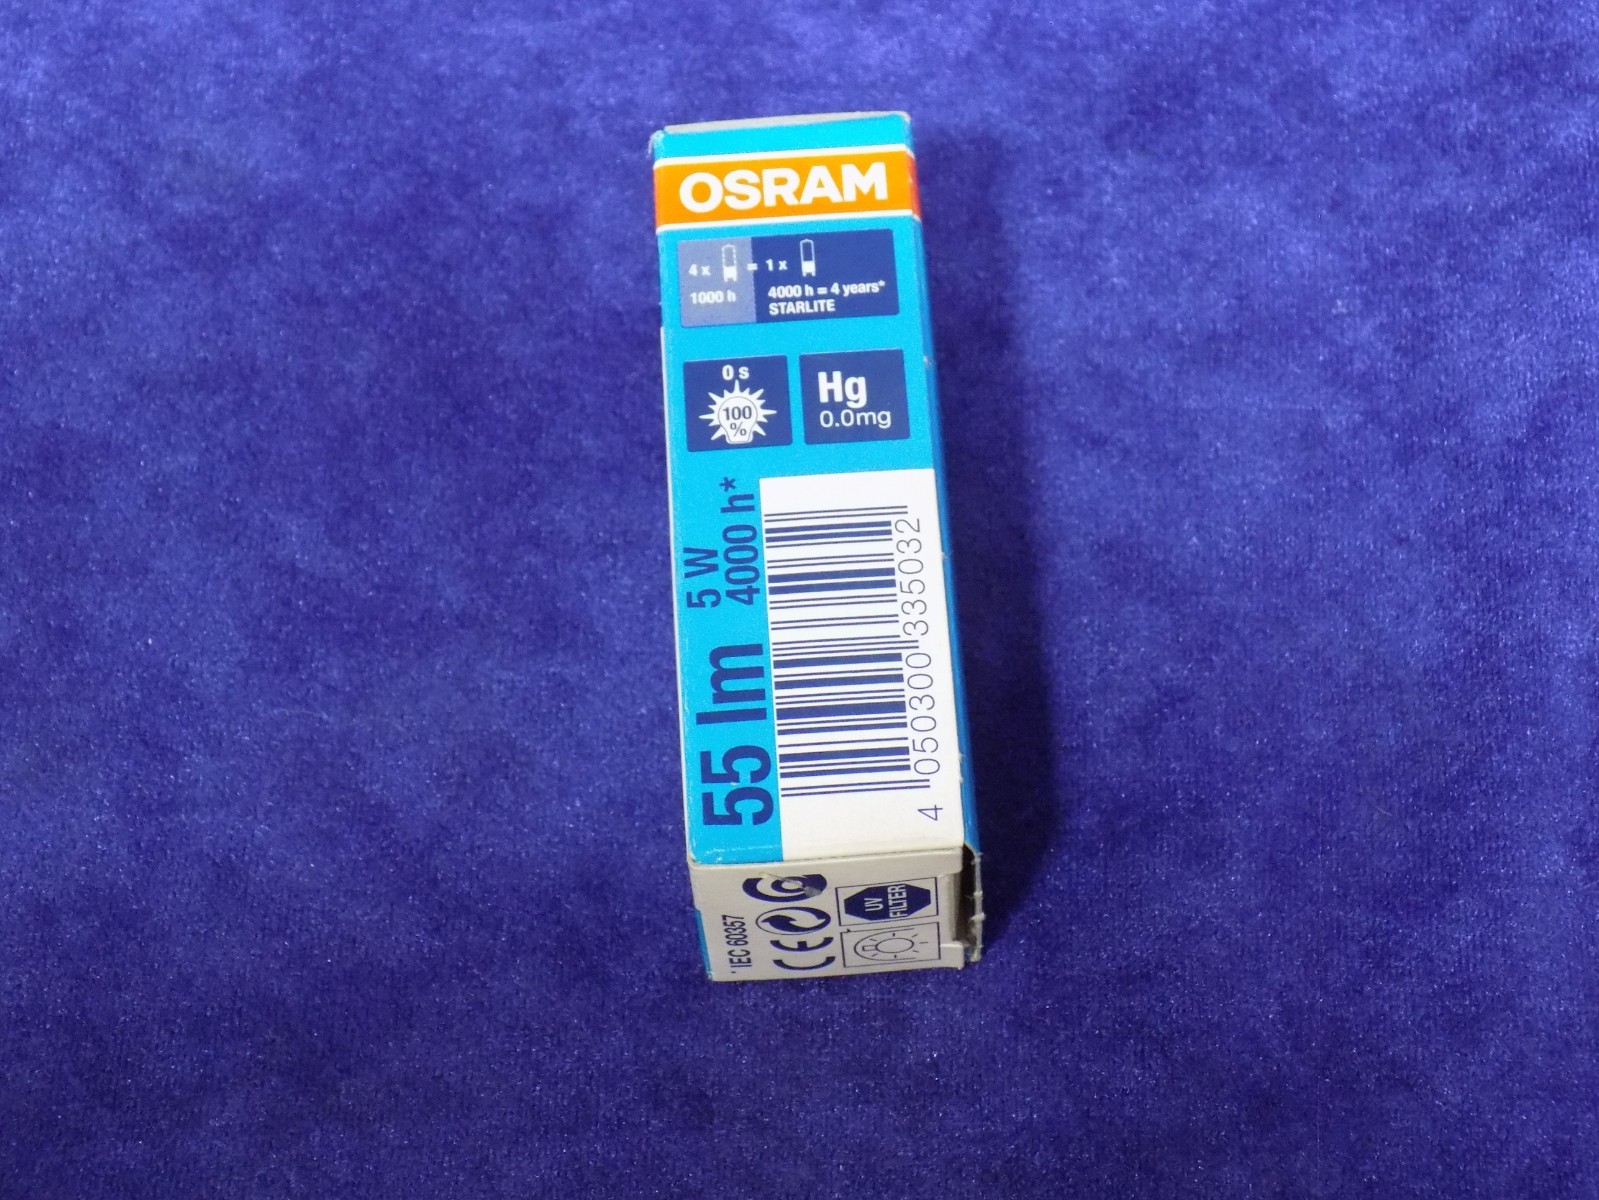 OSRAM
4 x = 1 x
1000 h 4000 h = 4 years*
STARLITE
0 s
100
%
Hg
0.0mg
55 lm 5 W
4000 h*
4 050300 335032
* IEC 60357
CE
UV
FILTER